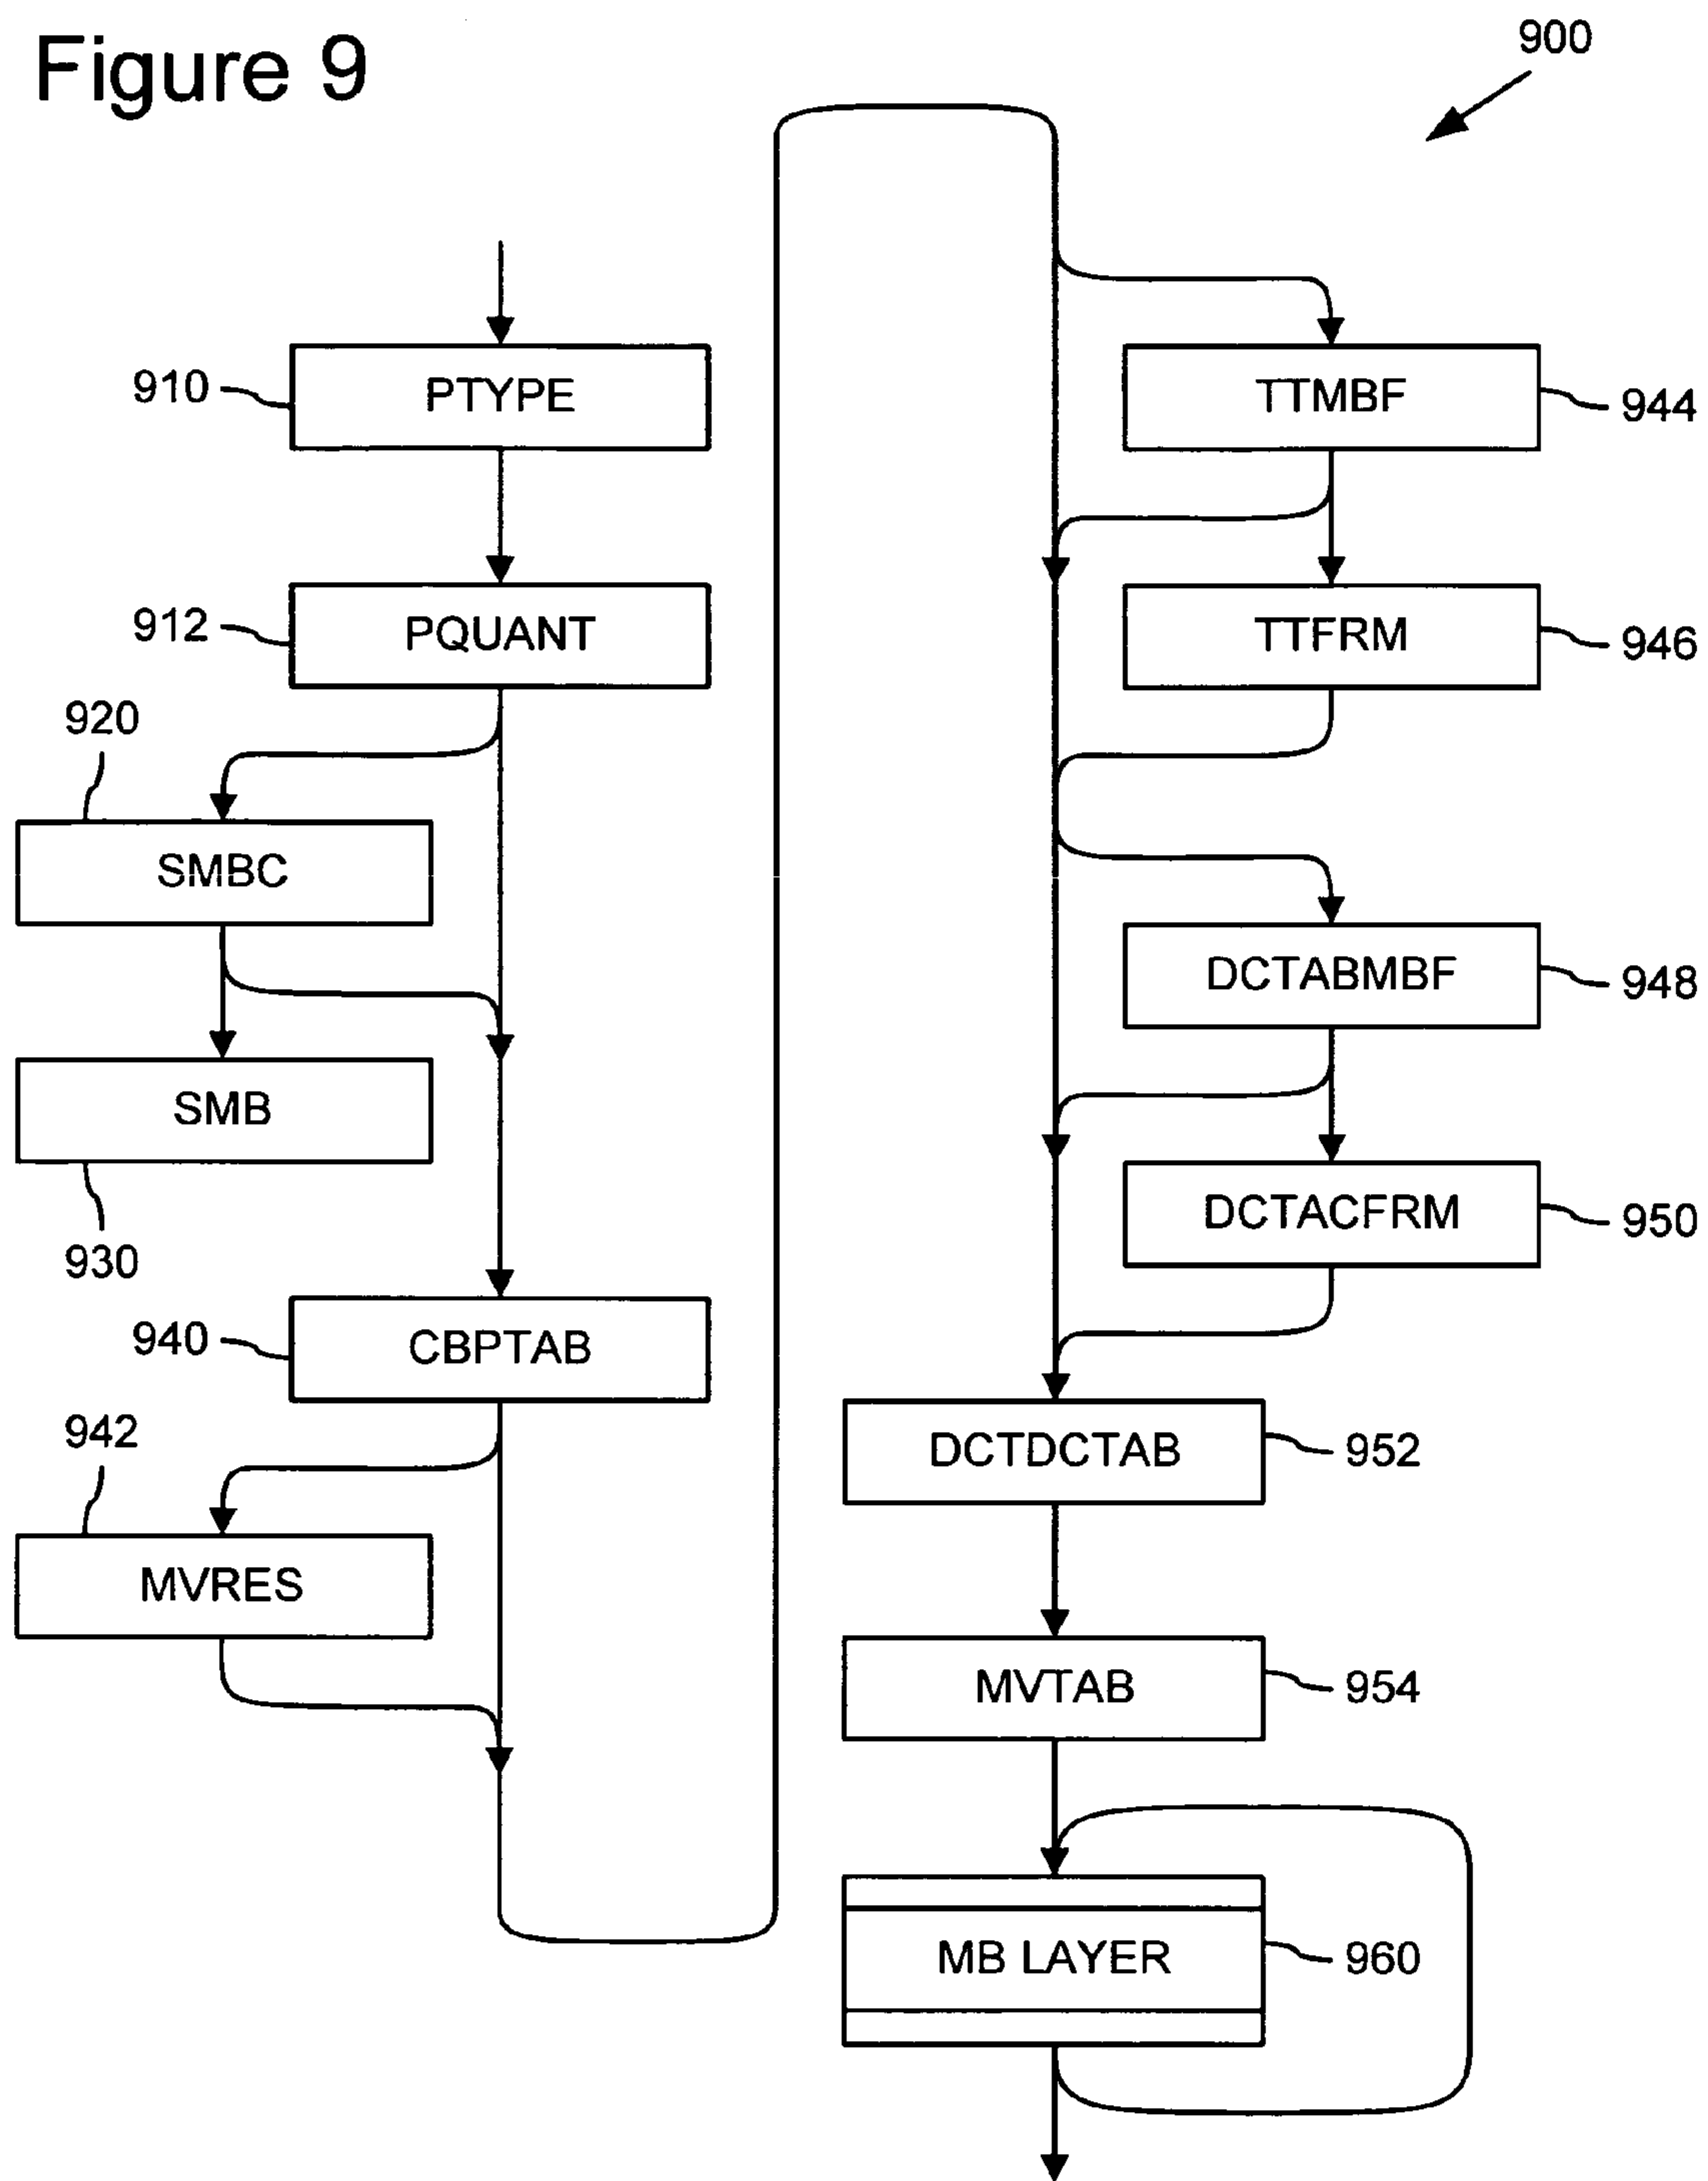 Figure 9
900
910
PTYPE
912
PQUANT
920
SMBC
SMB
930
940
CBPTAB
942
MVRES
TTMBF
944
TTFRM
946
DCTABMBF
948
DCTACFRM
950
DCTDCTAB
952
MVTAB
954
MB LAYER
960